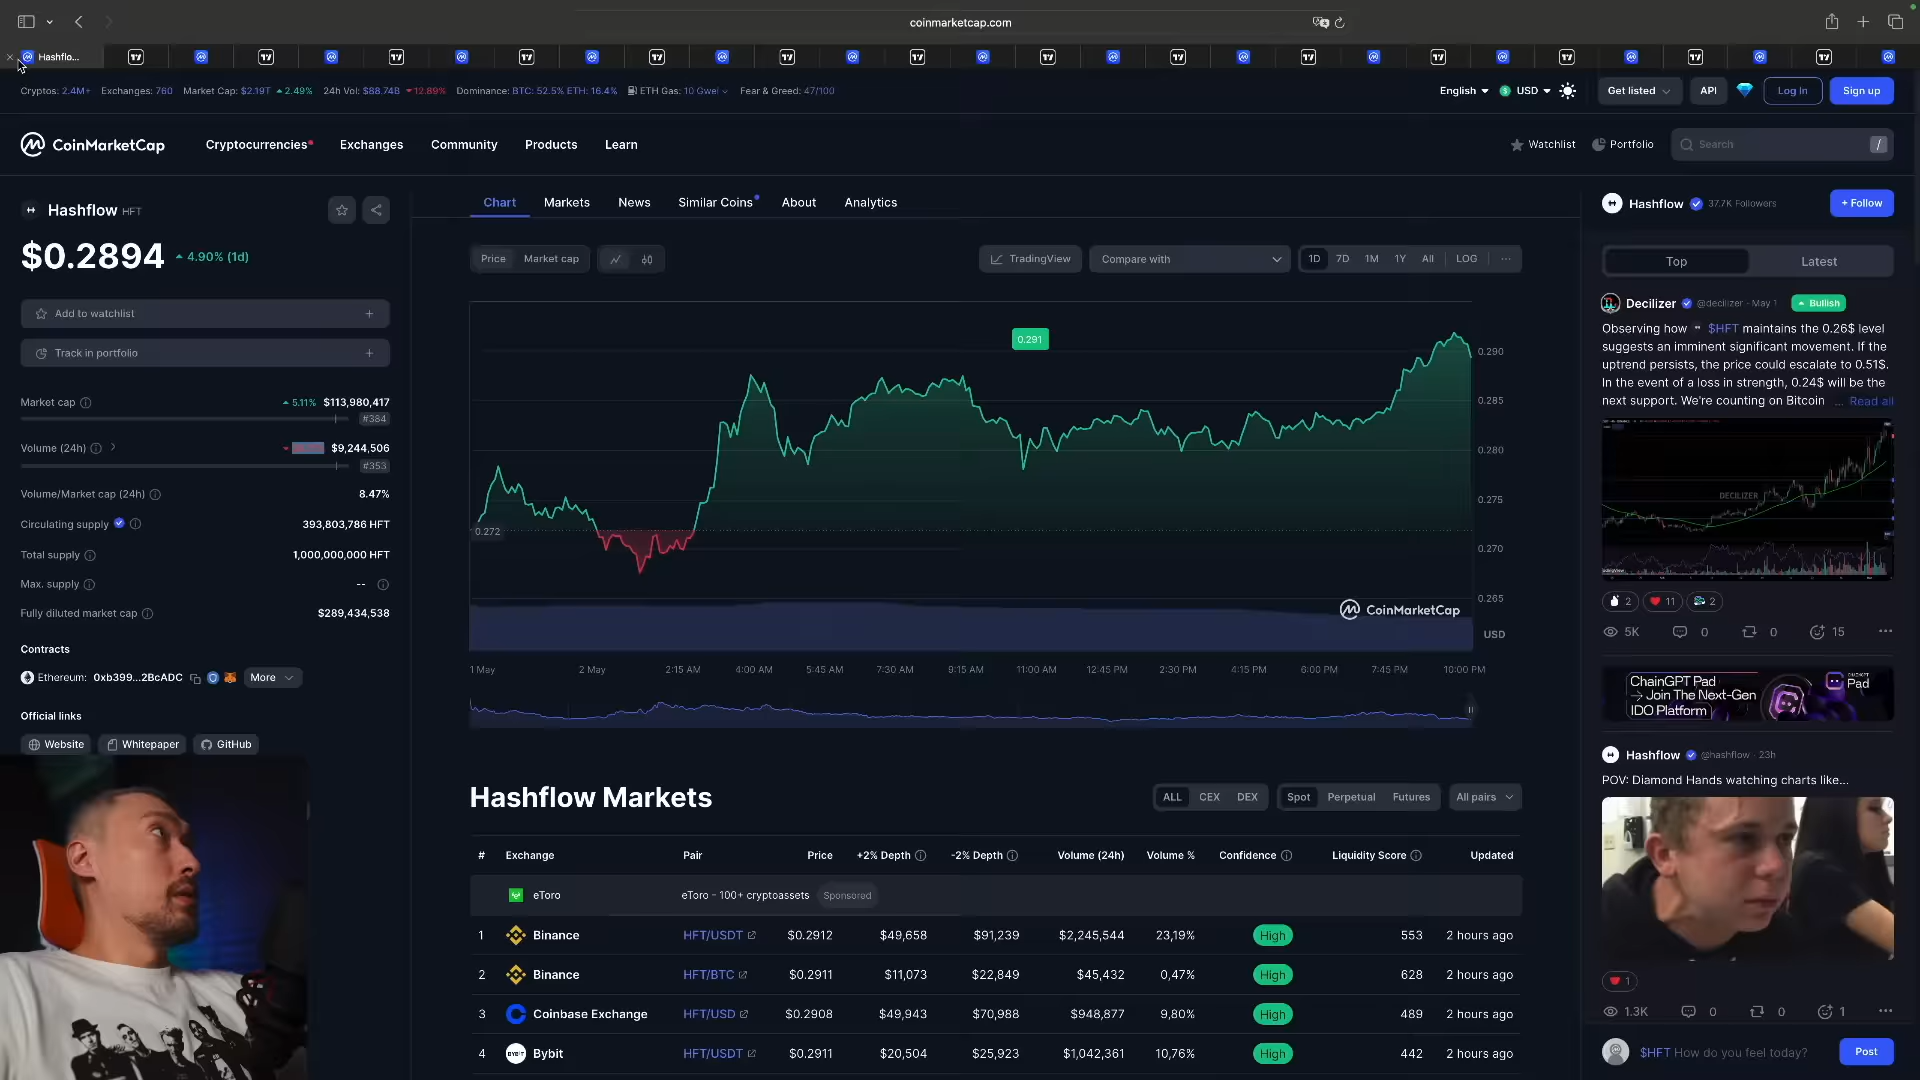 coinmarketcap.com
Hashflo...
Cryptos: 2.4M+ Exchanges: 760 Market Cap: $2.19T 2.49% 24h Vol: $88.74B 12.89% Dominance: BTC: 52.5% ETH: 16.4% ETH Gas: 10 Gwei Fear & Greed: 47/100
English USD Get listed API Log In Sign up
CoinMarketCap Cryptocurrencies Exchanges Community Products Learn
Watchlist Portfolio Search /
Hashflow HFT
$0.2894 4.90% (1d)
Add to watchlist +
Track in portfolio +
Market cap 5.11% $113,980,417
#384
Volume (24h) $9,244,506
#353
Volume/Market cap (24h) 8.47%
Circulating supply 393,803,786 HFT
Total supply 1,000,000,000 HFT
Max. supply --
Fully diluted market cap $289,434,538
Contracts
Ethereum: 0xb399...2BcADC More
Official links
Website Whitepaper GitHub
Chart Markets News Similar Coins About Analytics
Price Market cap TradingView Compare with 1D 7D 1M 1Y All LOG ...
0.291
0.290
0.285
0.280
0.275
0.272
0.270
0.265
CoinMarketCap
USD
1 May 2 May 2:15 AM 4:00 AM 5:45 AM 7:30 AM 9:15 AM 11:00 AM 12:45 PM 2:30 PM 4:15 PM 6:00 PM 7:45 PM 10:00 PM
Hashflow Markets
ALL CEX DEX Spot Perpetual Futures All pairs
# Exchange Pair Price +2% Depth -2% Depth Volume (24h) Volume % Confidence Liquidity Score Updated
eToro eToro - 100+ cryptoassets Sponsored
1 Binance HFT/USDT $0.2912 $49,658 $91,239 $2,245,544 23,19% High 553 2 hours ago
2 Binance HFT/BTC $0.2911 $11,073 $22,849 $45,432 0,47% High 628 2 hours ago
3 Coinbase Exchange HFT/USD $0.2908 $49,943 $70,988 $948,877 9,80% High 489 2 hours ago
4 Bybit HFT/USDT $0.2911 $20,504 $25,923 $1,042,361 10,76% High 442 2 hours ago
Hashflow 37.7K Followers + Follow
Top Latest
Decilizer @decilizer · May 1 Bullish
Observing how $HFT maintains the 0.26$ level
suggests an imminent significant movement. If the
uptrend persists, the price could escalate to 0.51$.
In the event of a loss in strength, 0.24$ will be the
next support. We're counting on Bitcoin ... Read all
DECILIZER
2 11 2
5K 0 0 15 ...
ChainGPT Pad
→ Join The Next-Gen
IDO Platform
CHAINGPT
Pad
Hashflow @hashflow · 23h
POV: Diamond Hands watching charts like...
1
1.3K 0 0 1 ...
$HFT How do you feel today? Post